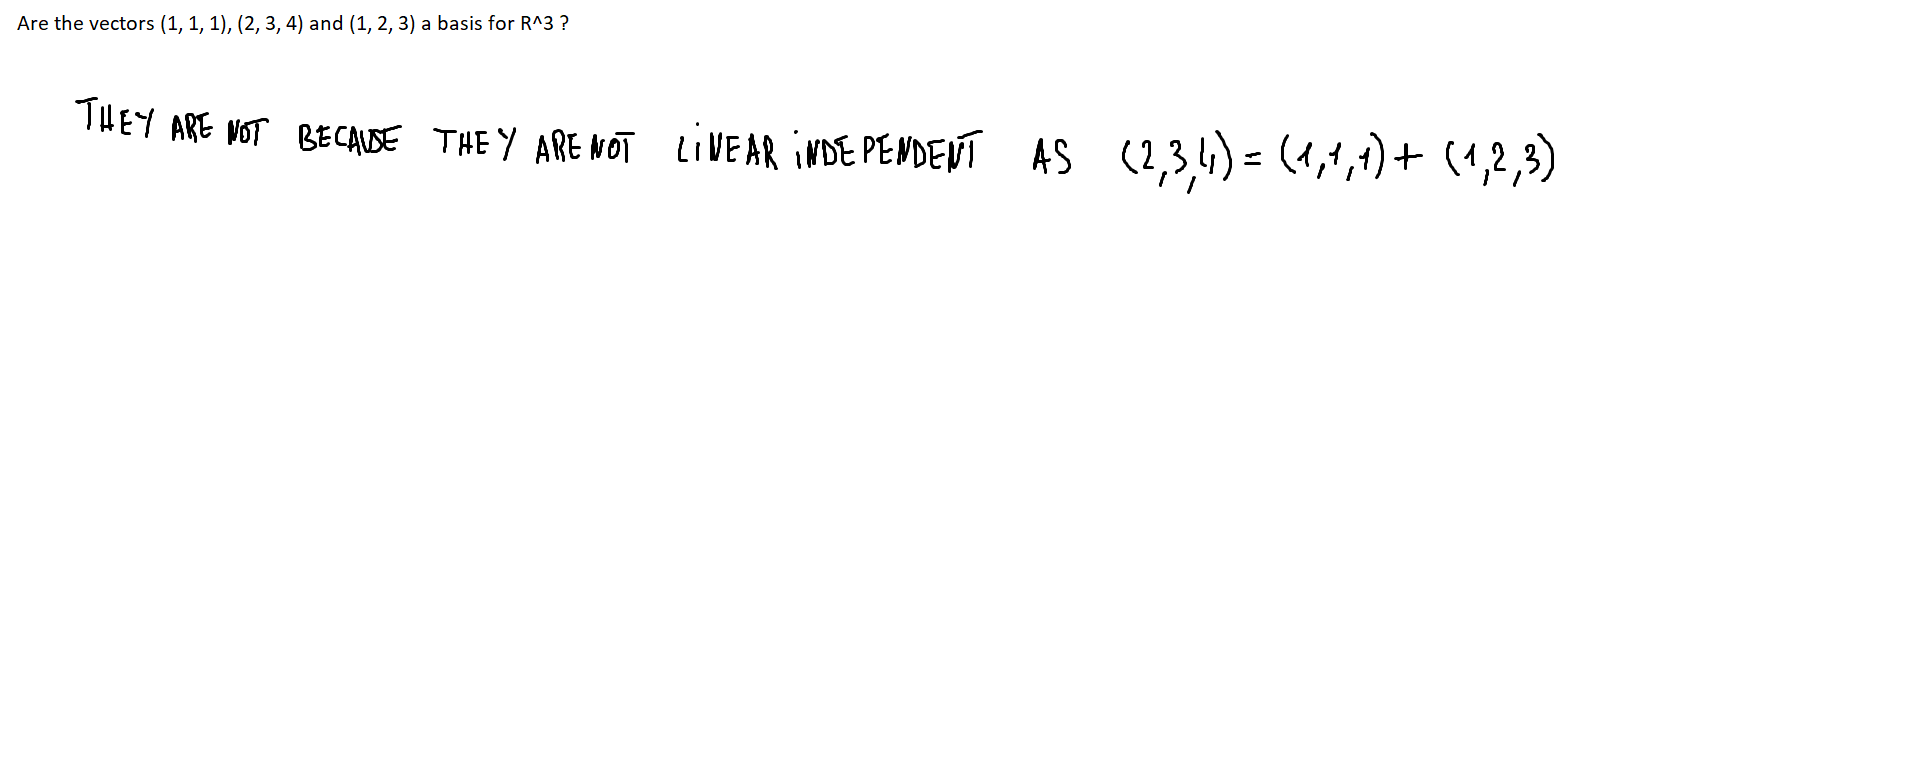 Are the vectors (1, 1, 1), (2, 3, 4) and (1, 2, 3) a basis for R^3 ?
THEY ARE NOT BECAUSE THEY ARE NOT LiNEAR iNDEPENDENT AS (2,3,4) = (1,1,1) + (1,2,3)